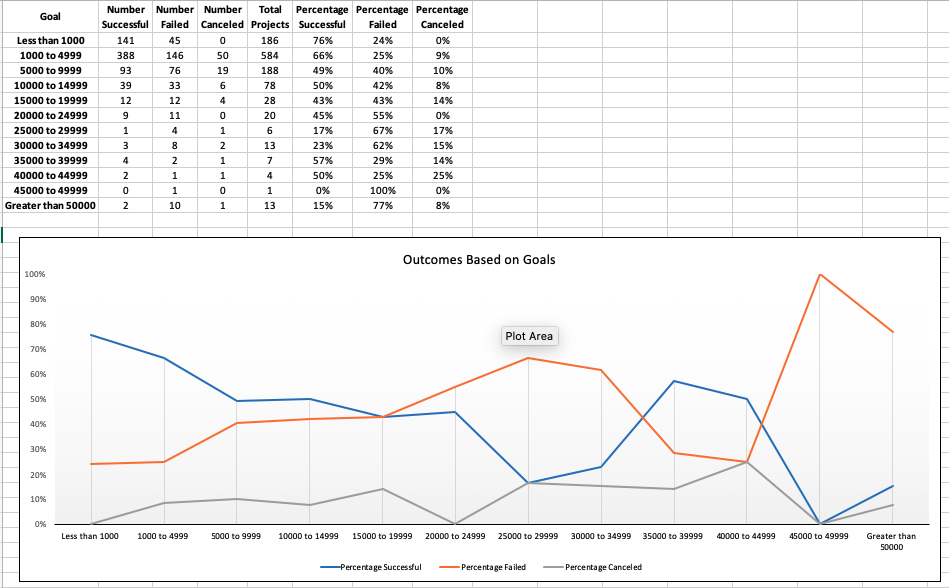 Goal Number Successful Number Failed Number Canceled Total Projects Percentage Successful Percentage Failed Percentage Canceled
Less than 1000 141 45 0 186 76% 24% 0%
1000 to 4999 388 146 50 584 66% 25% 9%
5000 to 9999 93 76 19 188 49% 40% 10%
10000 to 14999 39 33 6 78 50% 42% 8%
15000 to 19999 12 12 4 28 43% 43% 14%
20000 to 24999 9 11 0 20 45% 55% 0%
25000 to 29999 1 4 1 6 17% 67% 17%
30000 to 34999 3 8 2 13 23% 62% 15%
35000 to 39999 4 2 1 7 57% 29% 14%
40000 to 44999 2 1 1 4 50% 25% 25%
45000 to 49999 0 1 0 1 0% 100% 0%
Greater than 50000 2 10 1 13 15% 77% 8%
Outcomes Based on Goals
100%
90%
80%
Plot Area
70%
60%
50%
40%
30%
20%
10%
0%
Less than 1000 1000 to 4999 5000 to 9999 10000 to 14999 15000 to 19999 20000 to 24999 25000 to 29999 30000 to 34999 35000 to 39999 40000 to 44999 45000 to 49999 Greater than
50000
Percentage Successful Percentage Failed Percentage Canceled